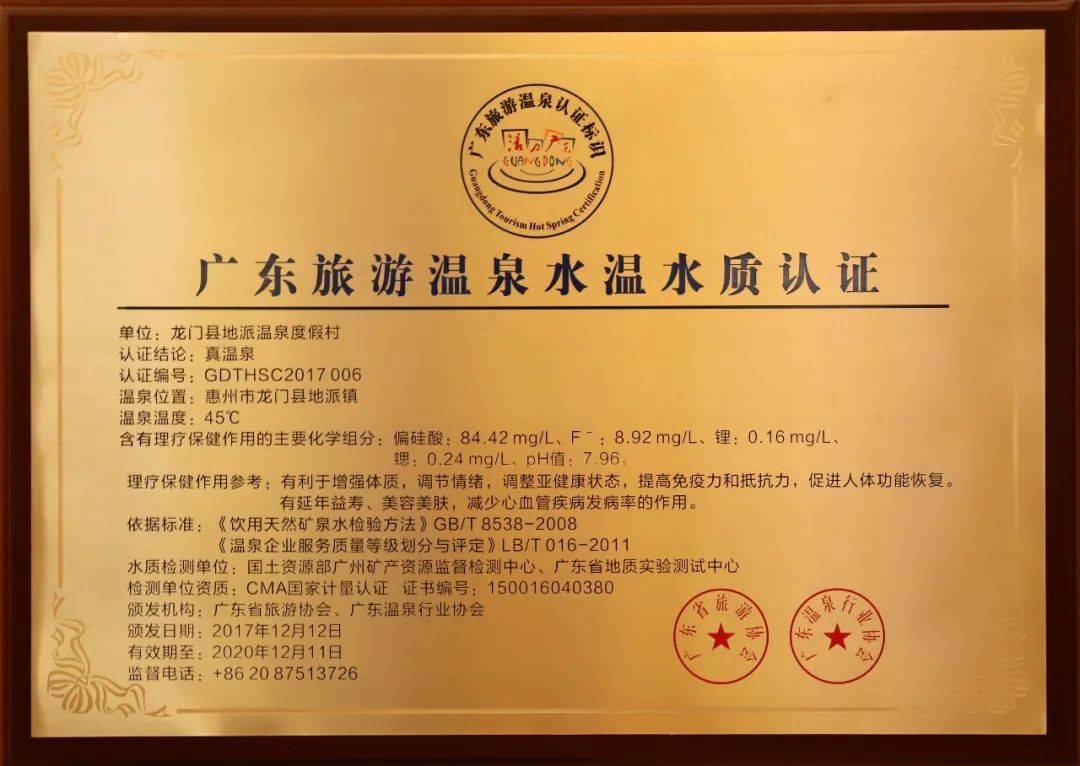 广东旅游温泉认证标识
活力广东
GUANGDONG
Guangdong Tourism Hot Spring Certification
广东旅游温泉水温水质认证
单位：龙门县地派温泉度假村
认证结论：真温泉
认证编号：GDTHSC2017 006
温泉位置：惠州市龙门县地派镇
温泉温度：45℃
含有理疗保健作用的主要化学组分：偏硅酸；84.42 mg/L、F⁻；8.92 mg/L、锂：0.16 mg/L、
锶：0.24 mg/L、pH值：7.96。
理疗保健作用参考：有利于增强体质，调节情绪，调整亚健康状态，提高免疫力和抵抗力，促进人体功能恢复。
有延年益寿、美容美肤，减少心血管疾病发病率的作用。
依据标准：《饮用天然矿泉水检验方法》GB/T 8538-2008
《温泉企业服务质量等级划分与评定》LB/T 016-2011
水质检测单位：国土资源部广州矿产资源监督检测中心、广东省地质实验测试中心
检测单位资质：CMA国家计量认证 证书编号：150016040380
颁发机构：广东省旅游协会、广东温泉行业协会
颁发日期：2017年12月12日
有效期至：2020年12月11日
监督电话：+86 20 87513726
广东省旅游协会
广东温泉行业协会